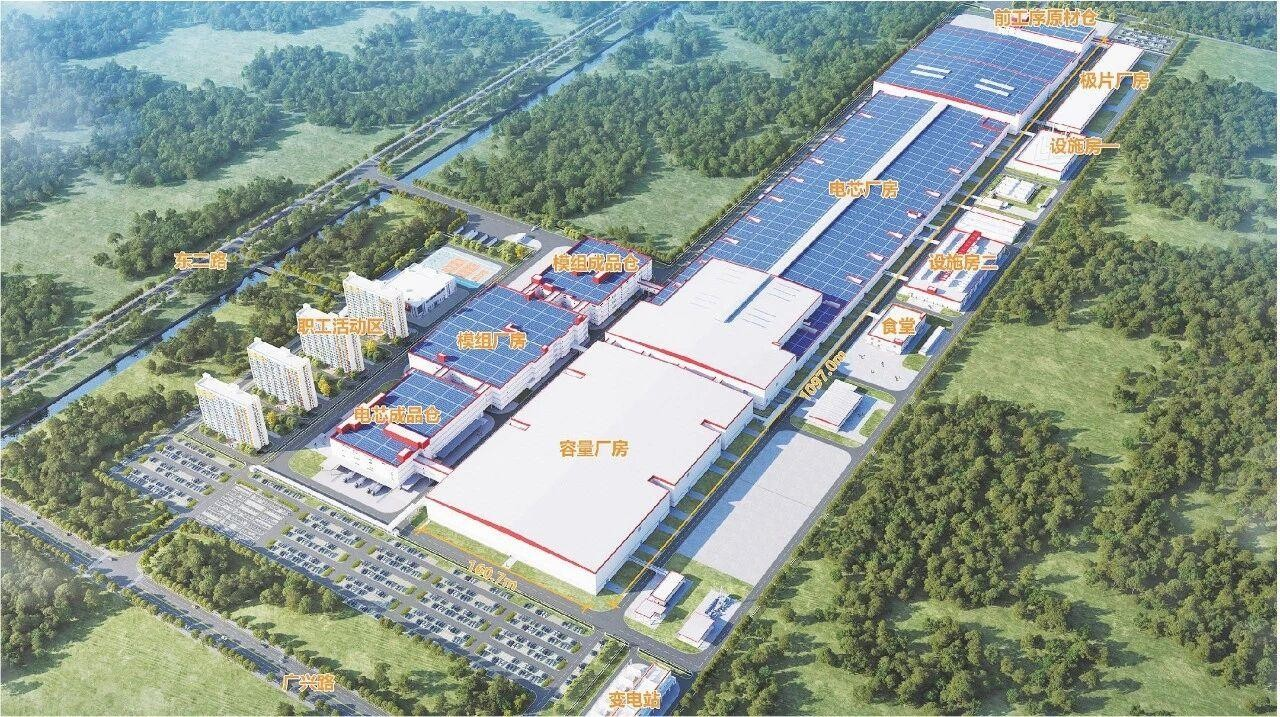 前工序原材仓
极片厂房
设施房一
电芯厂房
东二路
模组成品仓
设施房二
职工活动区
模组厂房
食堂
1097.0m
电芯成品仓
容量厂房
160.7m
广兴路
变电站